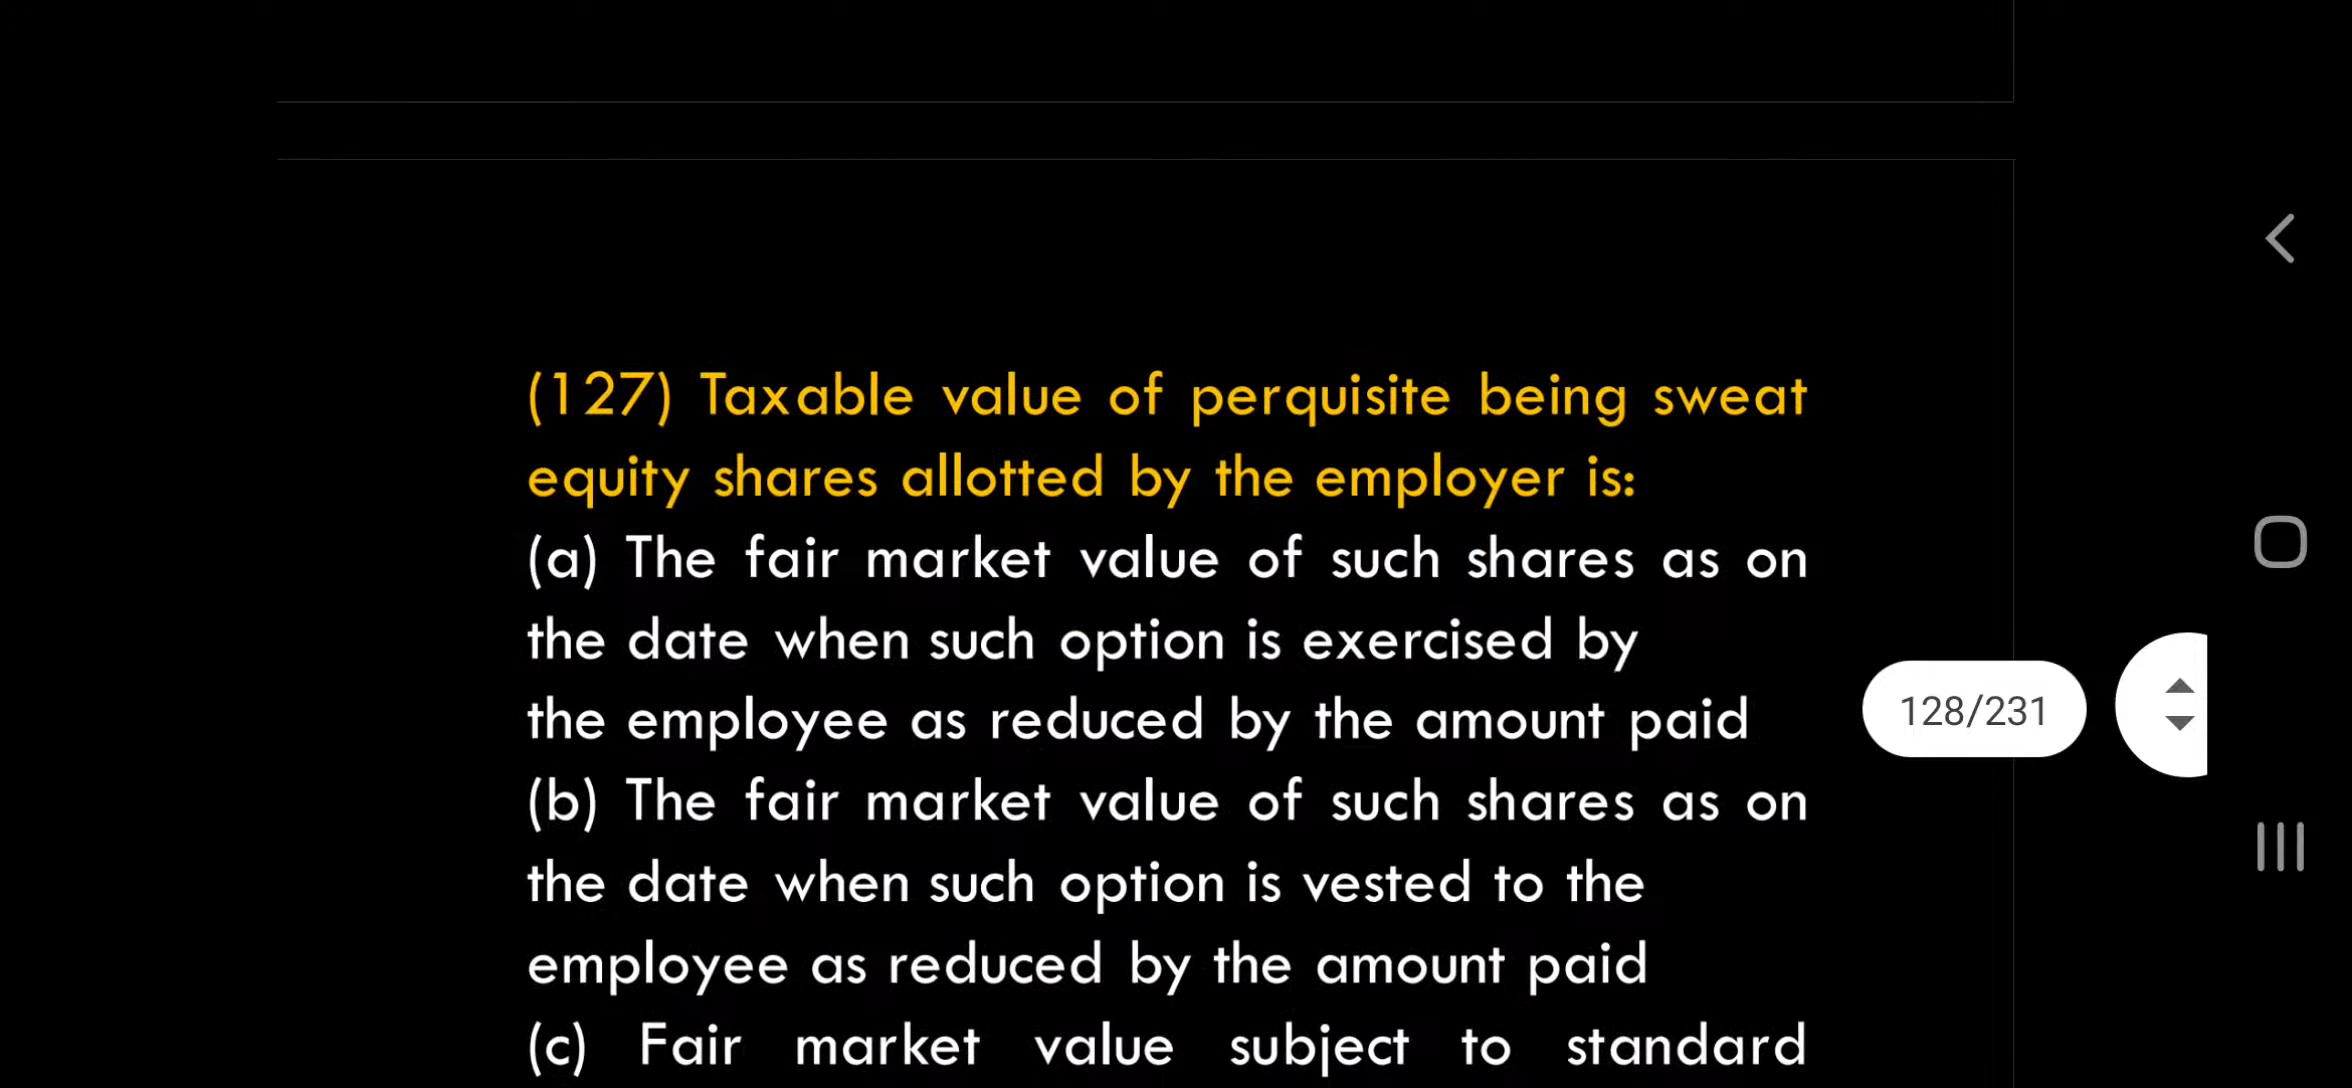 (127) Taxable value of perquisite being sweat
equity shares allotted by the employer is:
(a) The fair market value of such shares as on
the date when such option is exercised by
the employee as reduced by the amount paid
128/231
(b) The fair market value of such shares as on
the date when such option is vested to the
employee as reduced by the amount paid
(c) Fair market value subject to standard